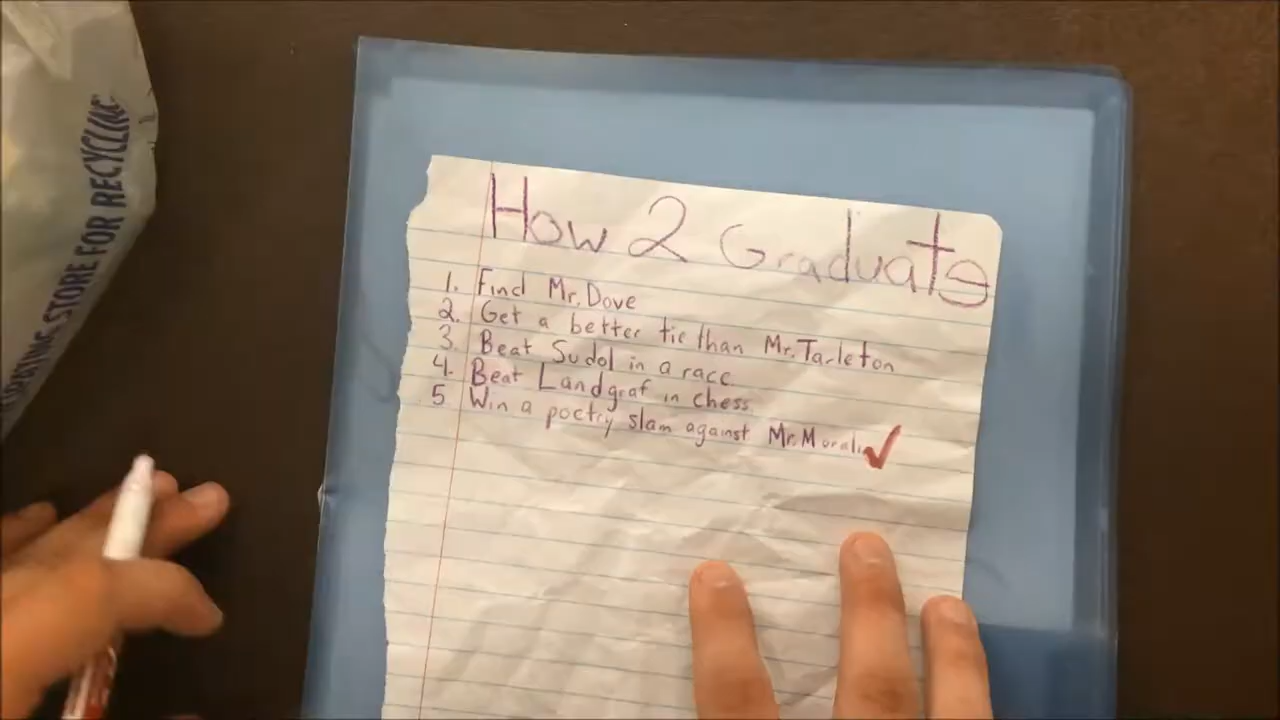 STORE FOR RECYCLING
How 2 Graduate
1. Find Mr. Dove
2. Get a better tie than Mr. Tarleton
3. Beat Sudol in a race
4. Beat Landgraf in chess
5. Win a poetry slam against Mr.